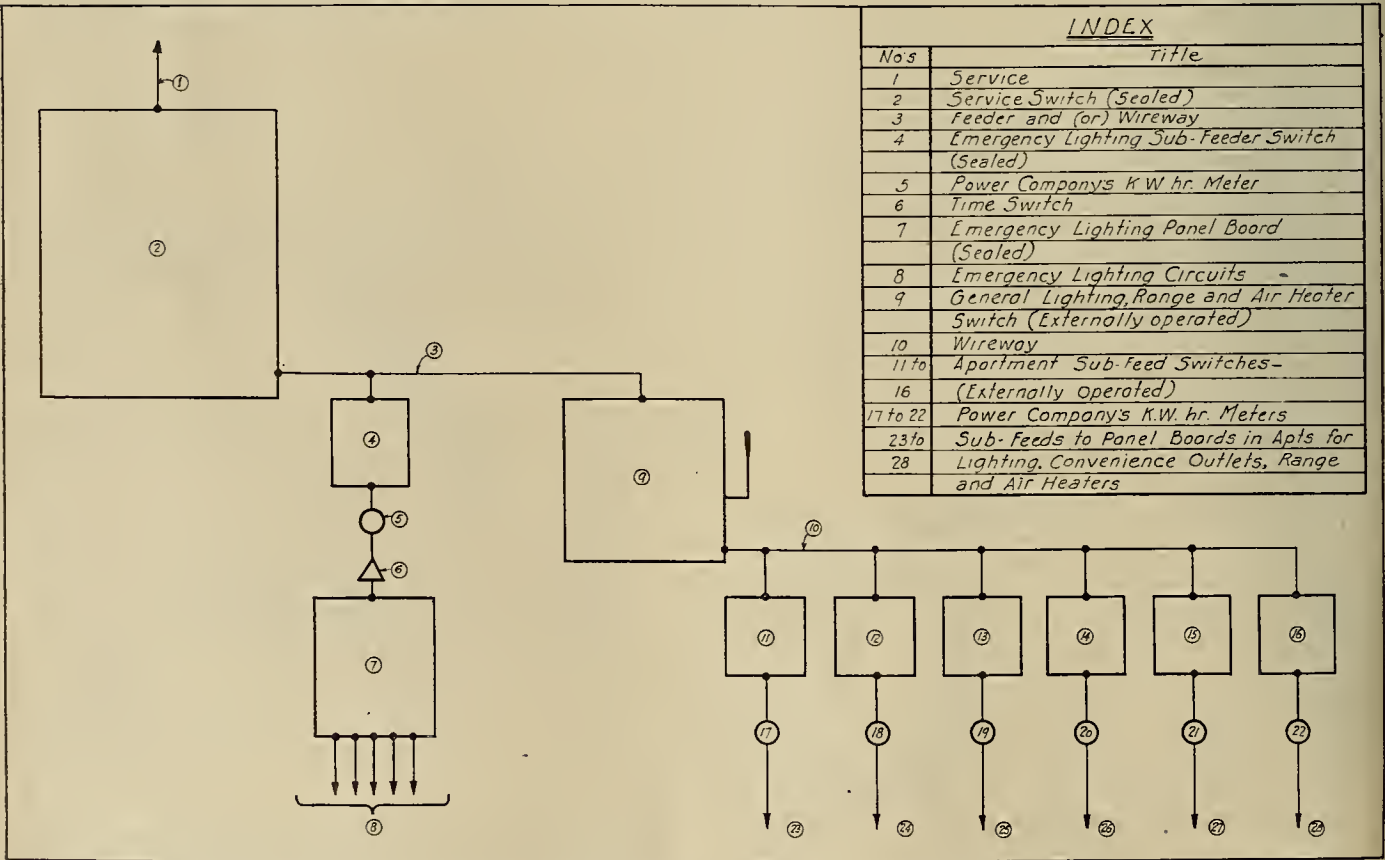 INDEX
No's Title
1 Service
2 Service Switch (Sealed)
3 Feeder and (or) Wireway
4 Emergency Lighting Sub-Feeder Switch
(Sealed)
5 Power Company's K W hr. Meter
6 Time Switch
7 Emergency Lighting Panel Board
(Sealed)
8 Emergency Lighting Circuits
9 General Lighting, Range and Air Heater
Switch (Externally operated)
10 Wireway
11 to Apartment Sub-Feed Switches-
16 (Externally Operated)
17 to 22 Power Company's K.W. hr. Meters
23 to Sub-Feeds to Panel Boards in Apts for
28 Lighting. Convenience Outlets, Range
and Air Heaters
1
2
3
4
9
5
10
6
11 12 13 14 15 16
7
17 18 19 20 21 22
8
23 24 25 26 27 28